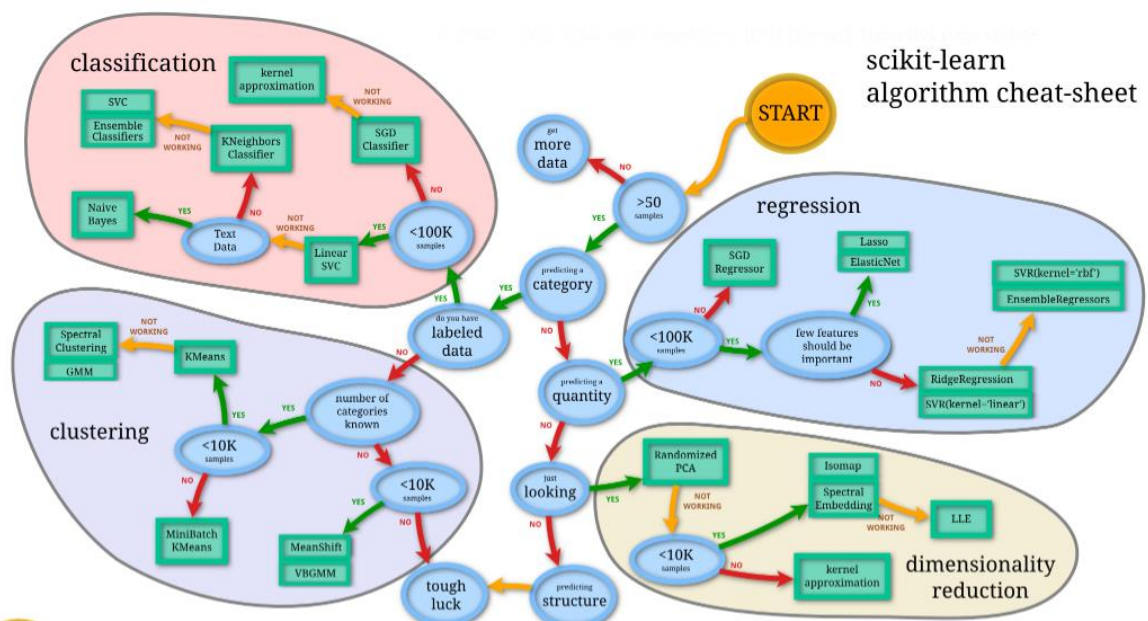 scikit-learn
algorithm cheat-sheet
START
classification
kernel
approximation
NOT
WORKING
SVC
Ensemble
Classifiers
NOT
WORKING
KNeighbors
Classifier
SGD
Classifier
NO
Naive
Bayes
YES
Text
Data
NO
NOT
WORKING
Linear
SVC
YES
<100K
samples
YES
get
more
data
NO
>50
samples
YES
predicting a
category
YES
NO
do you have
labeled
data
NO
predicting a
quantity
YES
NO
just
looking
YES
NO
predicting
structure
tough
luck
regression
SGD
Regressor
NO
Lasso
ElasticNet
YES
SVR(kernel='rbf')
EnsembleRegressors
NOT
WORKING
<100K
samples
YES
few features
should be
important
NO
RidgeRegression
SVR(kernel='linear')
clustering
Spectral
Clustering
GMM
NOT
WORKING
KMeans
YES
number of
categories
known
YES
NO
<10K
samples
NO
MiniBatch
KMeans
<10K
samples
YES
NO
MeanShift
VBGMM
dimensionality
reduction
Randomized
PCA
NOT
WORKING
<10K
samples
YES
NO
Isomap
Spectral
Embedding
NOT
WORKING
LLE
kernel
approximation